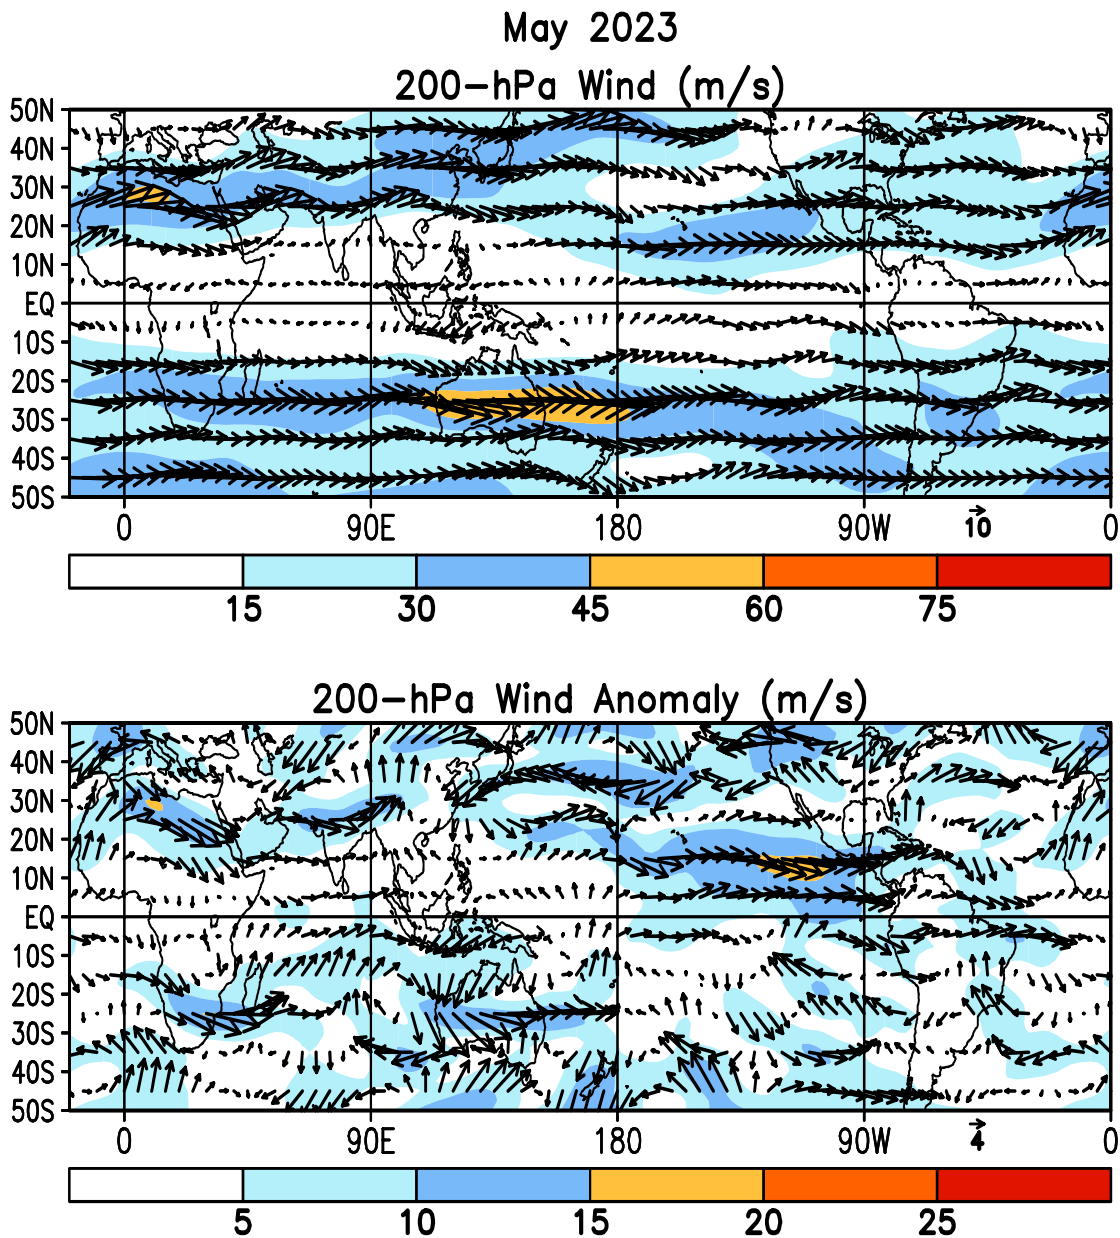 May 2023
200-hPa Wind (m/s)
50N
40N
30N
20N
10N
EQ
10S
20S
30S
40S
50S
0 90E 180 90W 10 0
15 30 45 60 75
200-hPa Wind Anomaly (m/s)
50N
40N
30N
20N
10N
EQ
10S
20S
30S
40S
50S
0 90E 180 90W 4 0
5 10 15 20 25